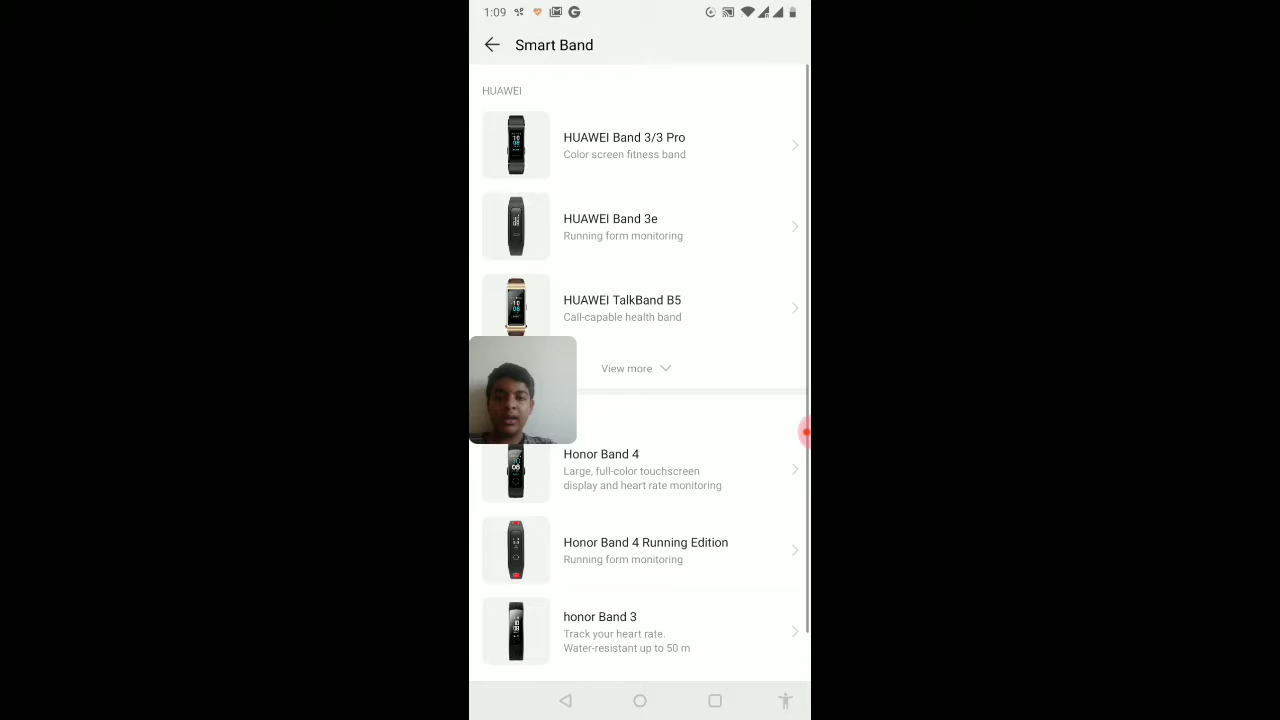 1:09
Smart Band
HUAWEI
HUAWEI Band 3/3 Pro
Color screen fitness band
HUAWEI Band 3e
Running form monitoring
HUAWEI TalkBand B5
Call-capable health band
View more
Honor Band 4
Large, full-color touchscreen
display and heart rate monitoring
Honor Band 4 Running Edition
Running form monitoring
honor Band 3
Track your heart rate.
Water-resistant up to 50 m